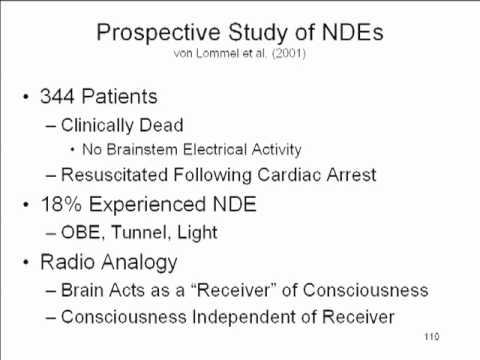 Prospective Study of NDEs
von Lommel et al. (2001)
• 344 Patients
– Clinically Dead
• No Brainstem Electrical Activity
– Resuscitated Following Cardiac Arrest
• 18% Experienced NDE
– OBE, Tunnel, Light
• Radio Analogy
– Brain Acts as a “Receiver” of Consciousness
– Consciousness Independent of Receiver
110